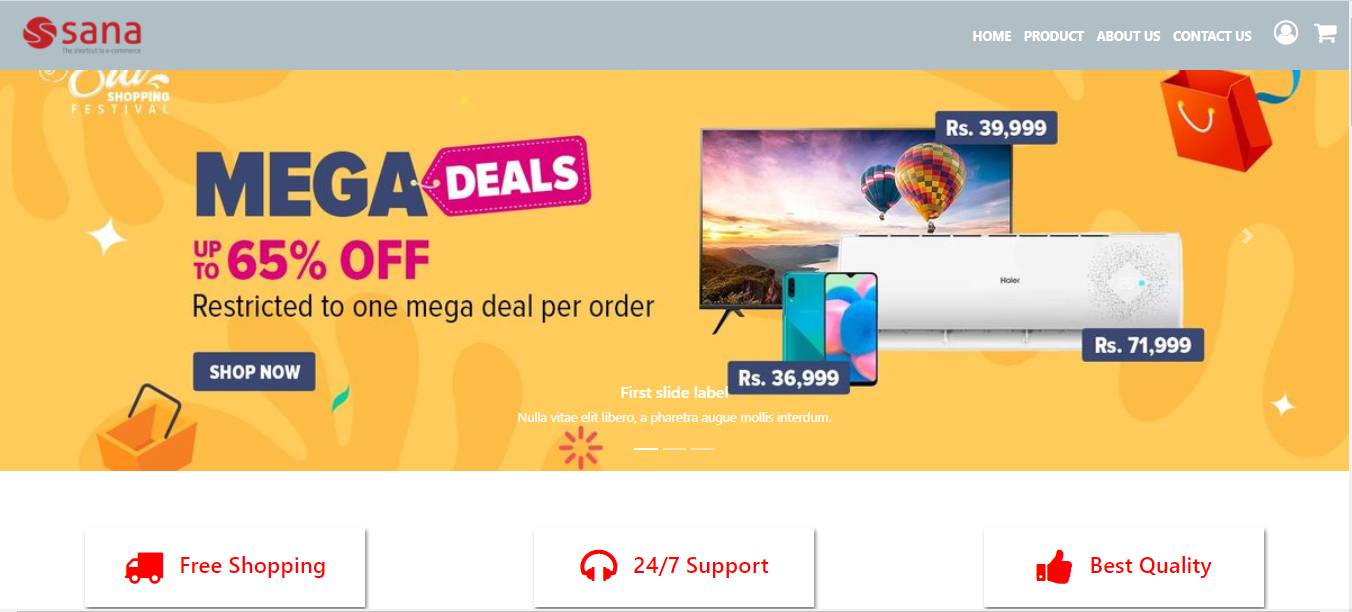 sana
The shortcut to e-commerce
HOME PRODUCT ABOUT US CONTACT US
SHOPPING
FESTIVAL
MEGA DEALS
UP TO 65% OFF
Restricted to one mega deal per order
SHOP NOW
Rs. 39,999
Haier
Rs. 71,999
Rs. 36,999
First slide label
Nulla vitae elit libero, a pharetra augue mollis interdum.
Free Shopping
24/7 Support
Best Quality